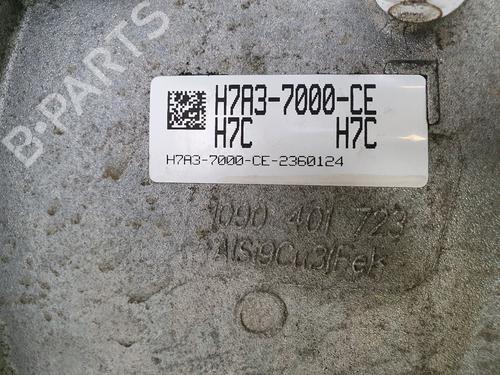 B-PARTS
H7A3-7000-CE
H7C H7C
H7A3-7000-CE-2360124
1090 401 723
AlSi9Cu3(Fe)